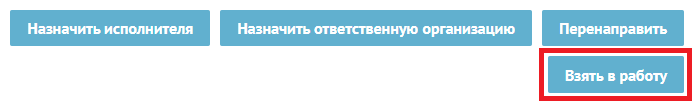 Назначить исполнителя Назначить ответственную организацию Перенаправить
Взять в работу